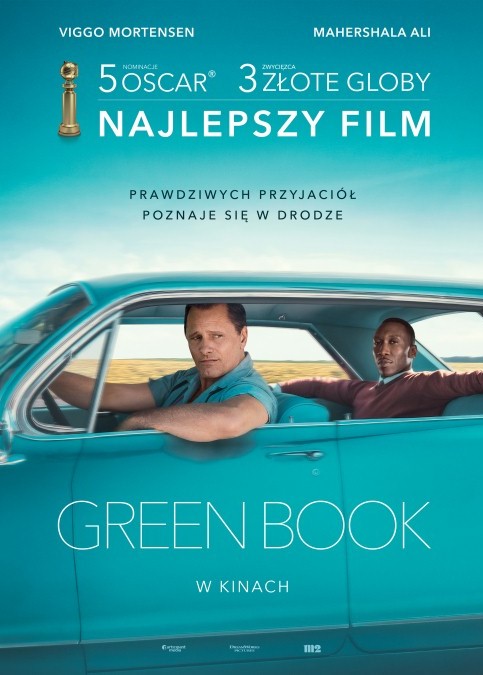 VIGGO MORTENSEN MAHERSHALA ALI
NOMINACJE ZWYCIĘZCA
5 OSCAR® 3 ZŁOTE GLOBY
NAJLEPSZY FILM
PRAWDZIWYCH PRZYJACIÓŁ
POZNAJE SIĘ W DRODZE
©
GREEN BOOK
W KINACH
m2